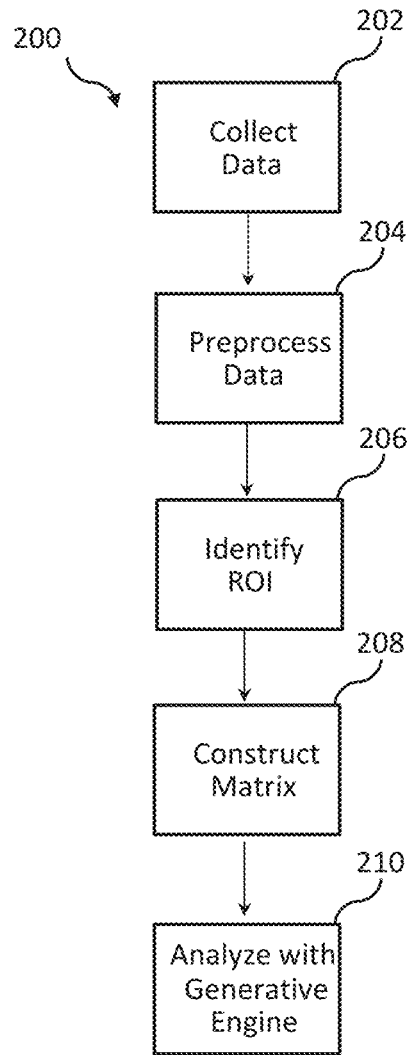 200
202
Collect
Data
204
Preprocess
Data
206
Identify
ROI
208
Construct
Matrix
210
Analyze with
Generative
Engine